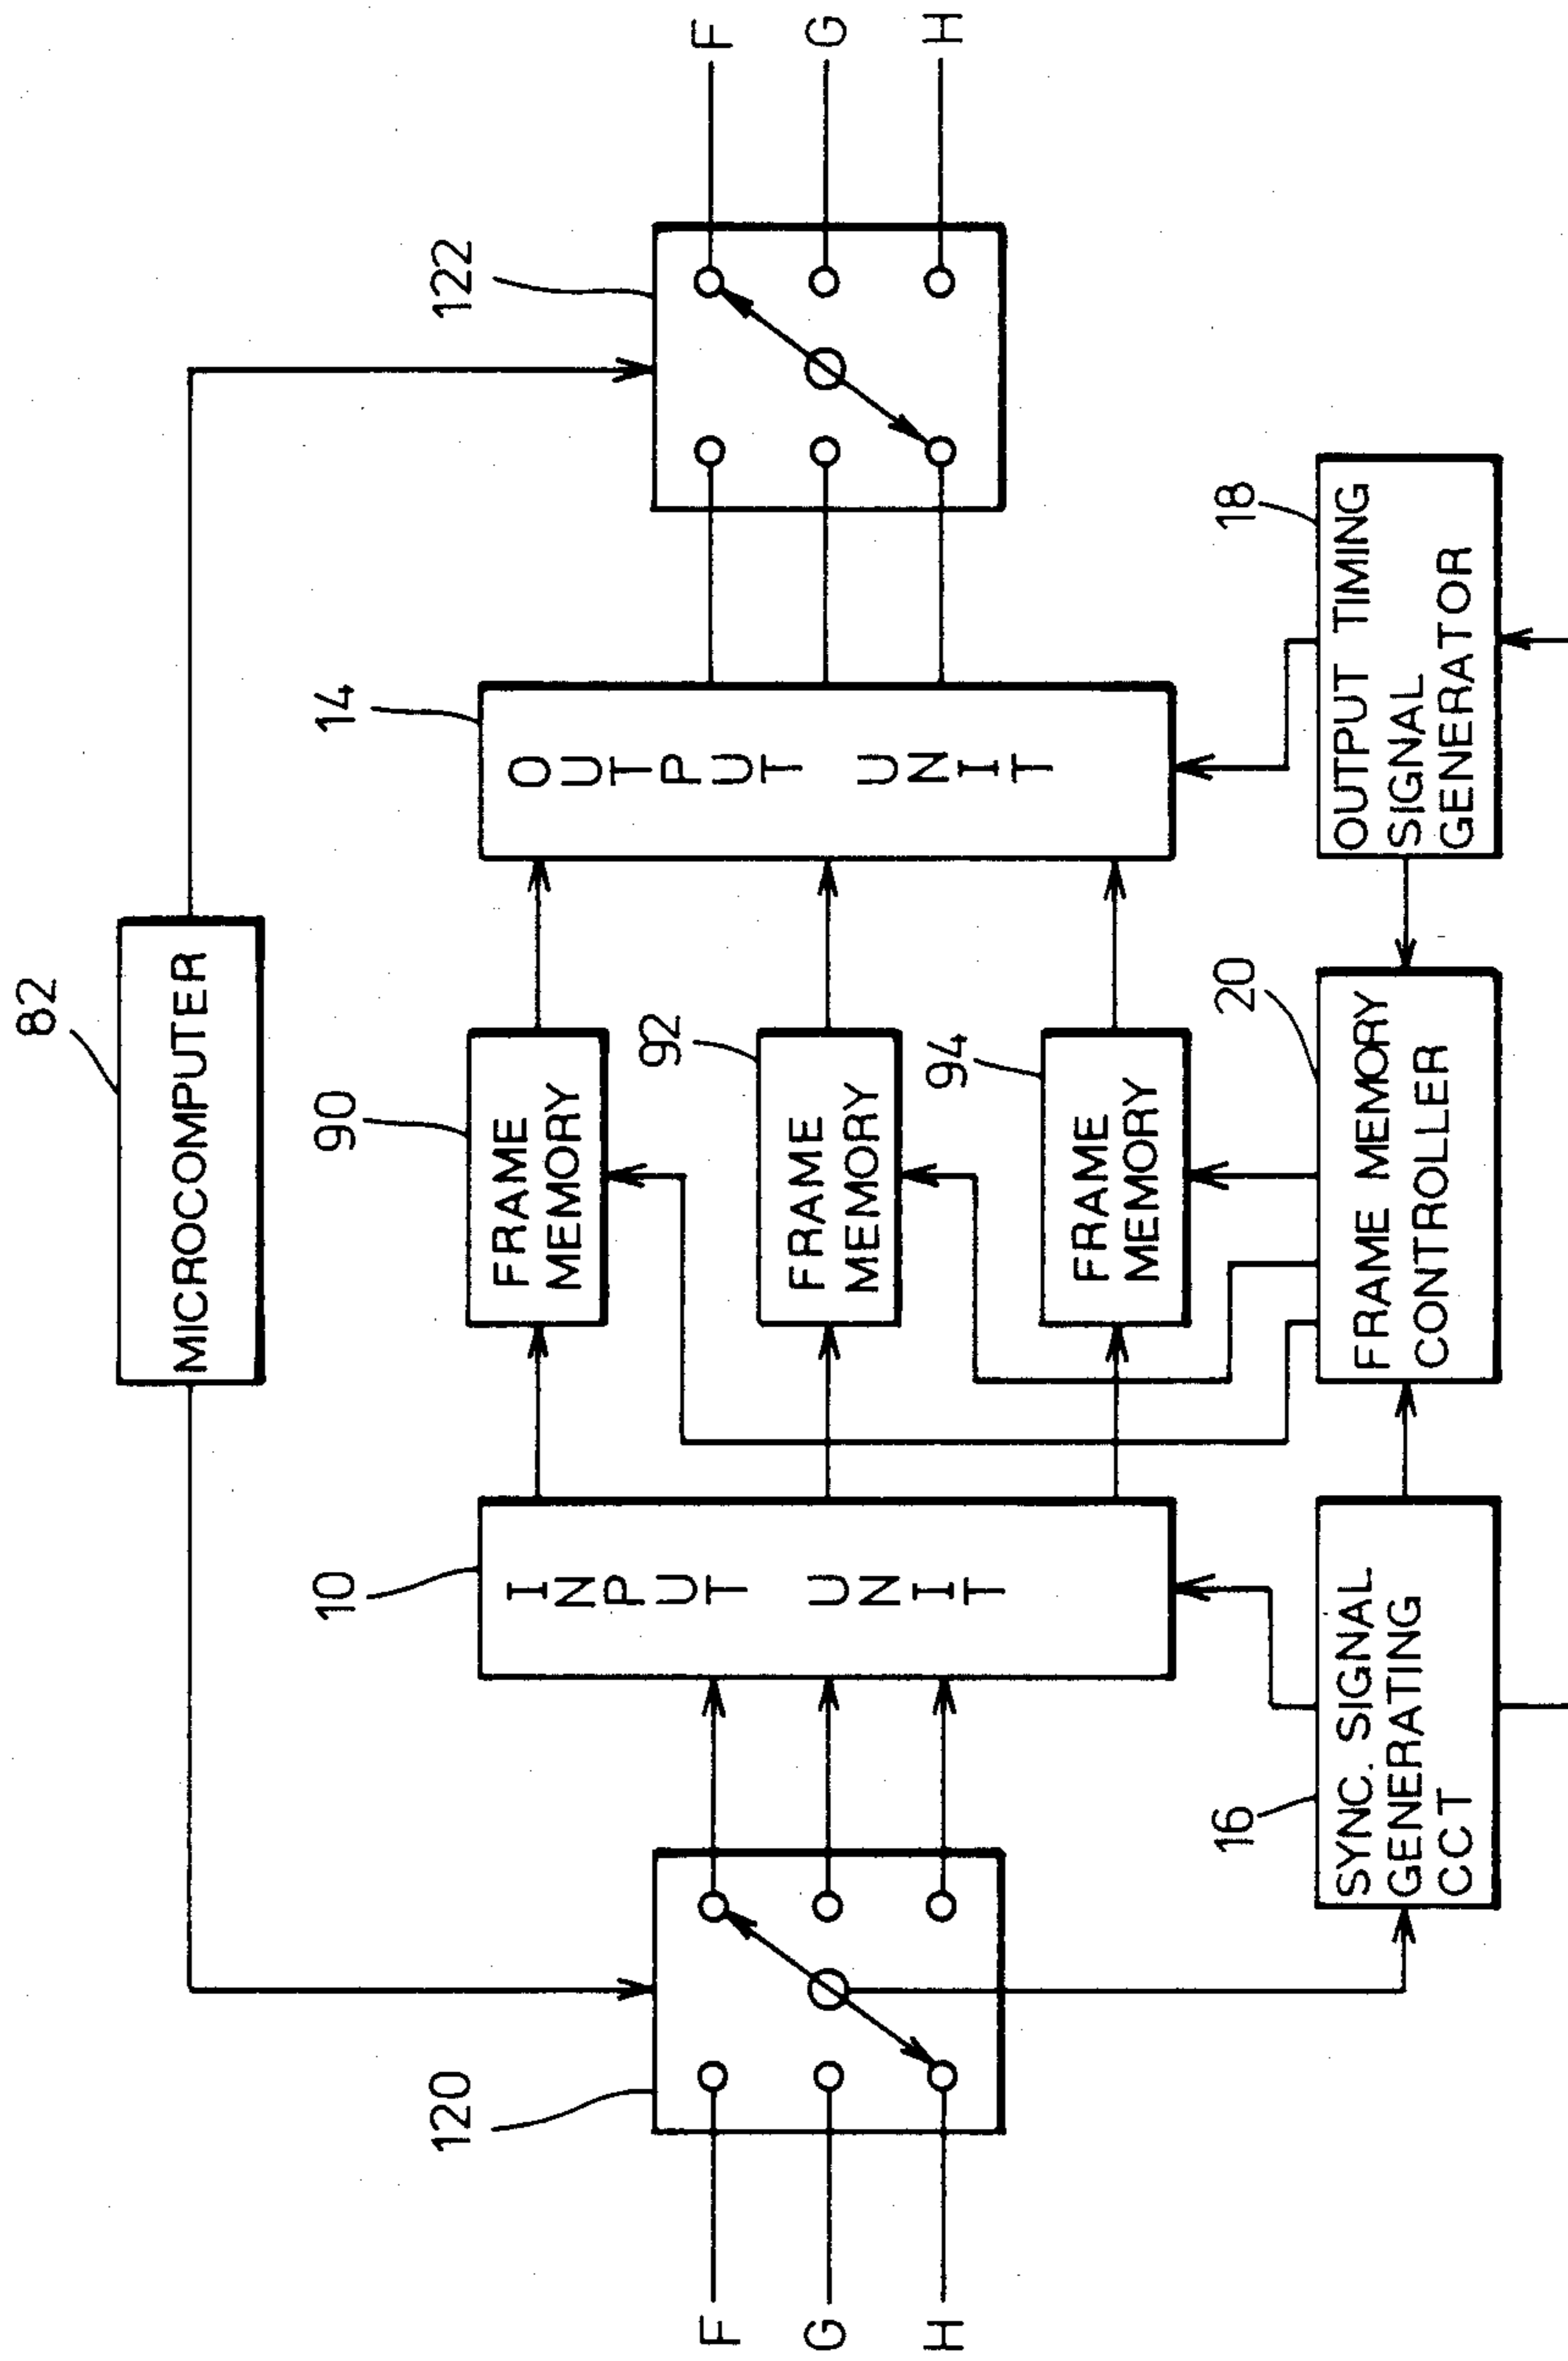 82
MICROCOMPUTER
120
122
10
90
14
F
G
H
INPUT UNIT
FRAME
MEMORY
92
FRAME
MEMORY
94
FRAME
MEMORY
OUTPUT UNIT
F
G
H
16
SYNC. SIGNAL
GENERATING
CCT
20
FRAME MEMORY
CONTROLLER
18
OUTPUT TIMING
SIGNAL
GENERATOR